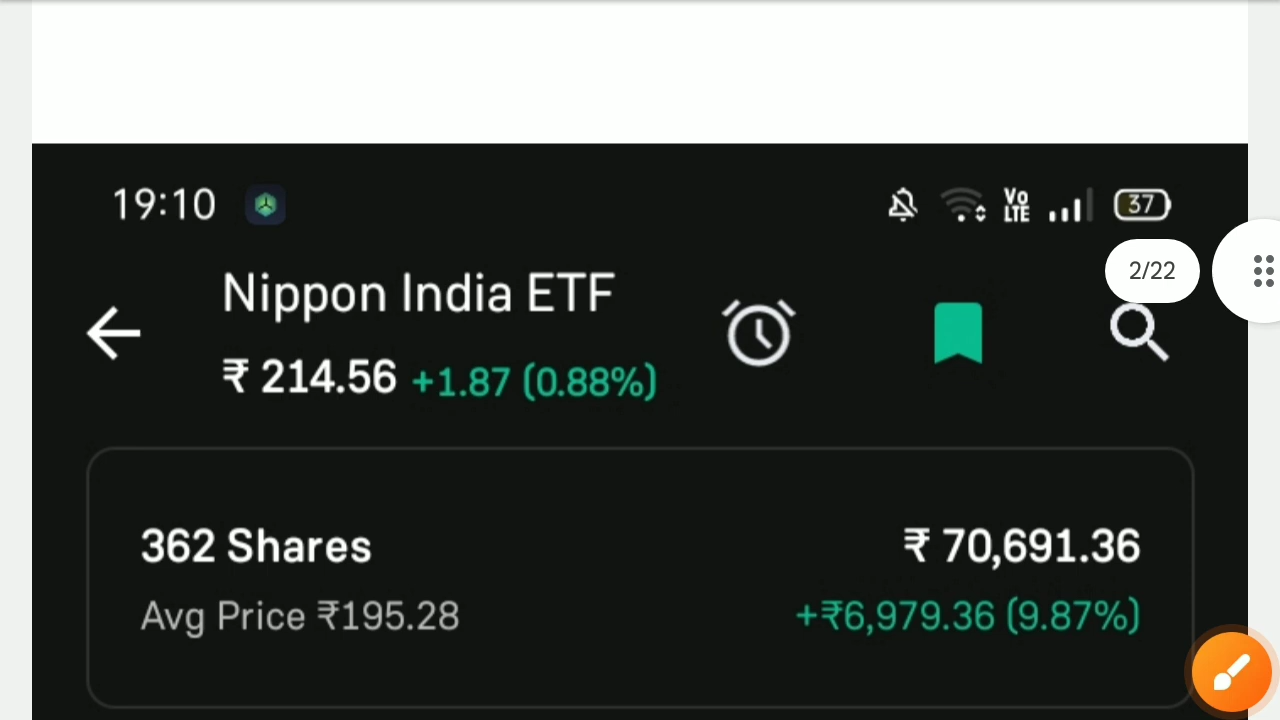 19:10 Vo LTE 37
2/22
Nippon India ETF
₹ 214.56 +1.87 (0.88%)
362 Shares ₹ 70,691.36
Avg Price ₹195.28 +₹6,979.36 (9.87%)